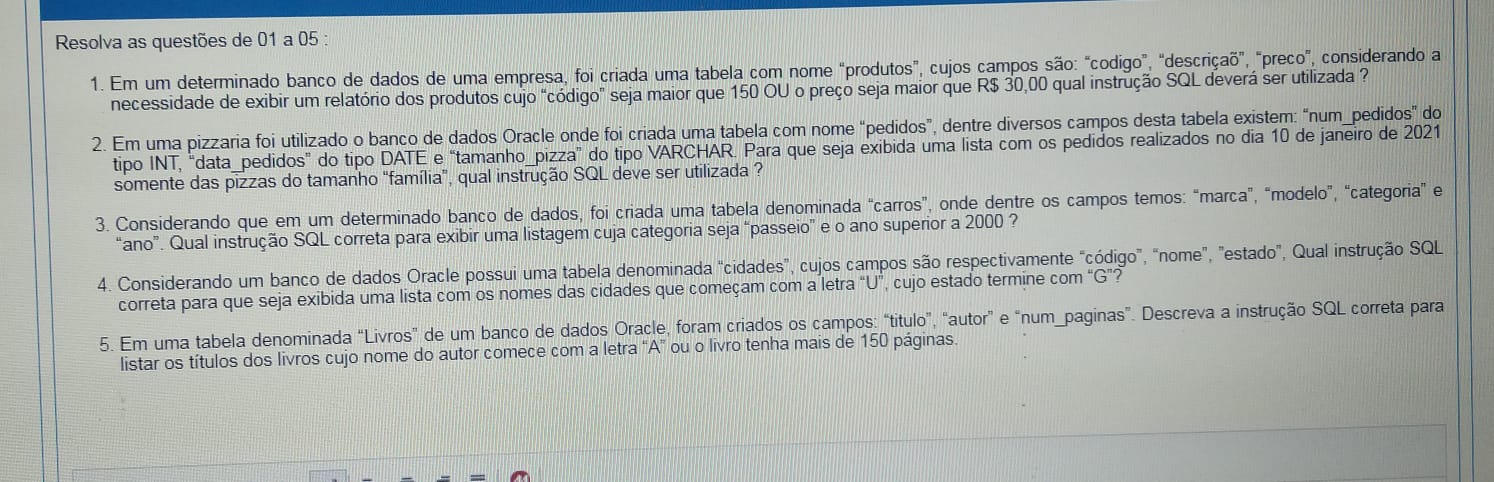 Resolva as questões de 01 a 05 :
1. Em um determinado banco de dados de uma empresa, foi criada uma tabela com nome “produtos”, cujos campos são: “codigo”, “descriçaõ”, “preco”, considerando a
necessidade de exibir um relatório dos produtos cujo “código” seja maior que 150 OU o preço seja maior que R$ 30,00 qual instrução SQL deverá ser utilizada ?
2. Em uma pizzaria foi utilizado o banco de dados Oracle onde foi criada uma tabela com nome “pedidos”, dentre diversos campos desta tabela existem: “num_pedidos” do
tipo INT, “data_pedidos” do tipo DATE e “tamanho_pizza” do tipo VARCHAR. Para que seja exibida uma lista com os pedidos realizados no dia 10 de janeiro de 2021
somente das pizzas do tamanho “família”, qual instrução SQL deve ser utilizada ?
3. Considerando que em um determinado banco de dados, foi criada uma tabela denominada “carros”, onde dentre os campos temos: “marca”, “modelo”, “categoria” e
“ano”. Qual instrução SQL correta para exibir uma listagem cuja categoria seja “passeio” e o ano superior a 2000 ?
4. Considerando um banco de dados Oracle possui uma tabela denominada “cidades”, cujos campos são respectivamente “código”, “nome”, ”estado”, Qual instrução SQL
correta para que seja exibida uma lista com os nomes das cidades que começam com a letra “U”, cujo estado termine com “G”?
5. Em uma tabela denominada “Livros” de um banco de dados Oracle, foram criados os campos: “titulo”, “autor” e “num_paginas”. Descreva a instrução SQL correta para
listar os títulos dos livros cujo nome do autor comece com a letra “A” ou o livro tenha mais de 150 páginas.